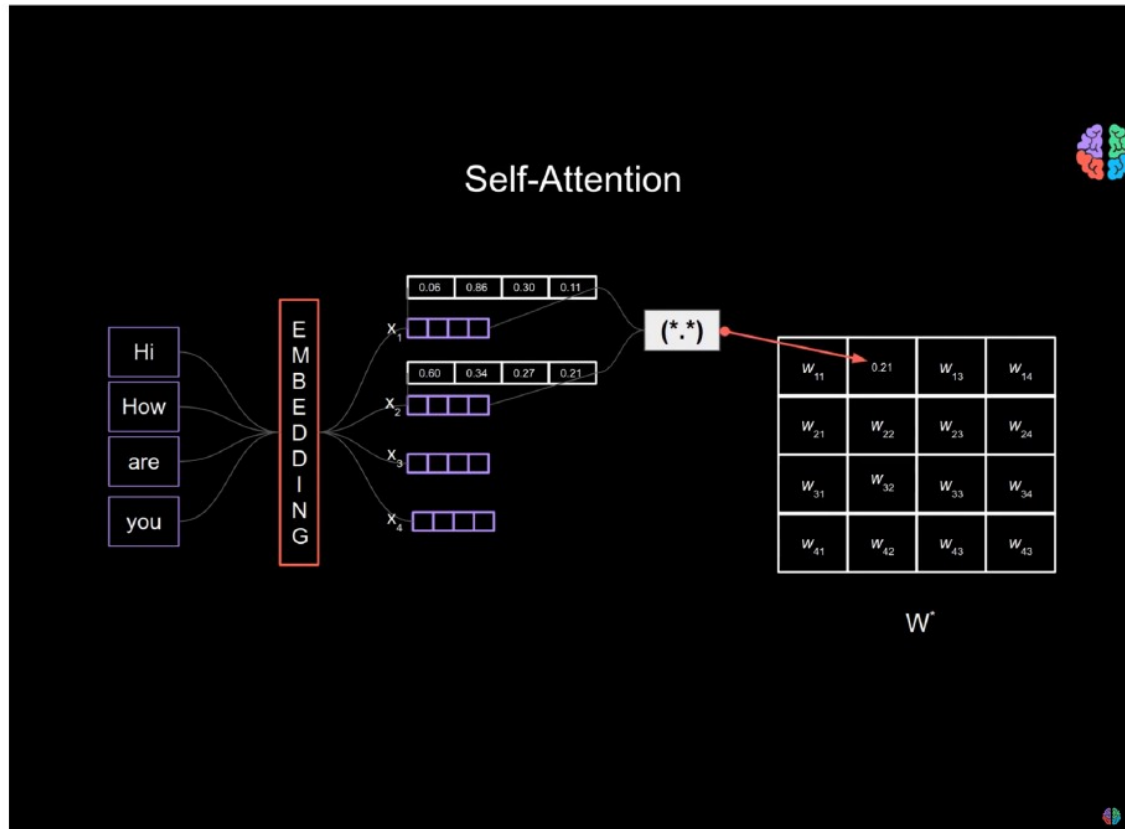 Self-Attention
Hi
How
are
you
EMBEDDING
0.06 0.86 0.30 0.11
X1
0.60 0.34 0.27 0.21
X2
X3
X4
(*.*)
W11 0.21 W13 W14
W21 W22 W23 W24
W31 W32 W33 W34
W41 W42 W43 W43
W*